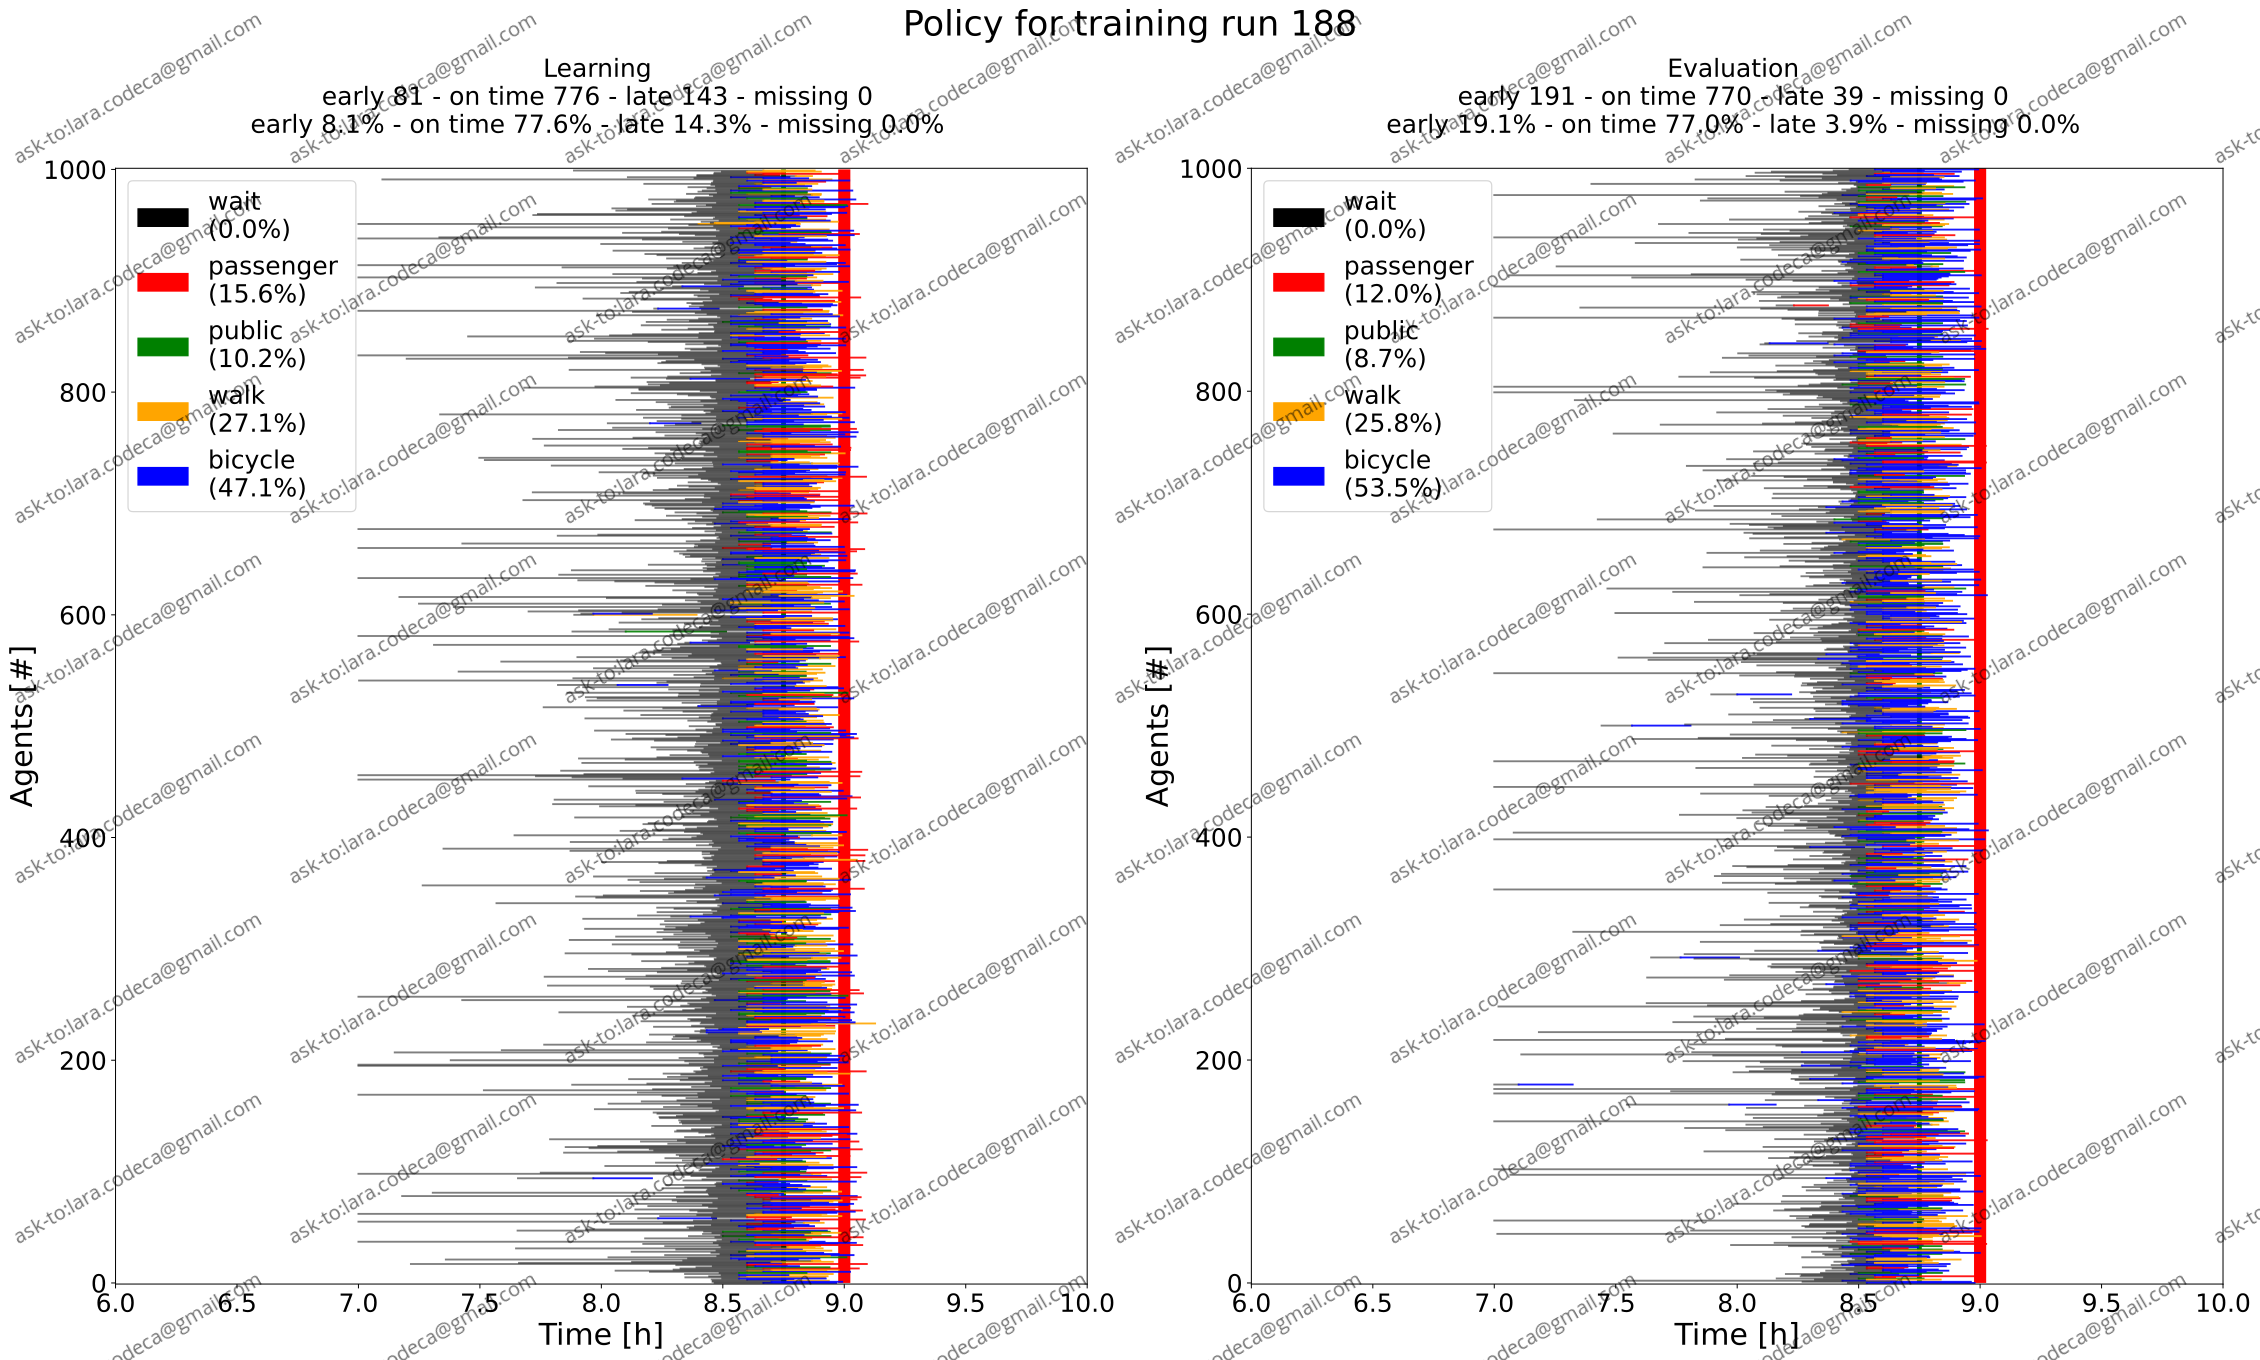 Policy for training run 188
Learning
early 81 - on time 776 - late 143 - missing 0
early 8.1% - on time 77.6% - late 14.3% - missing 0.0%
1000
800
600
400
200
0
Agents [#]
wait
(0.0%)
passenger
(15.6%)
public
(10.2%)
walk
(27.1%)
bicycle
(47.1%)
6.0 6.5 7.0 7.5 8.0 8.5 9.0 9.5 10.0
Time [h]
Evaluation
early 191 - on time 770 - late 39 - missing 0
early 19.1% - on time 77.0% - late 3.9% - missing 0.0%
1000
800
600
400
200
0
Agents [#]
wait
(0.0%)
passenger
(12.0%)
public
(8.7%)
walk
(25.8%)
bicycle
(53.5%)
6.0 6.5 7.0 7.5 8.0 8.5 9.0 9.5 10.0
Time [h]
ask-to:lara.codeca@gmail.com